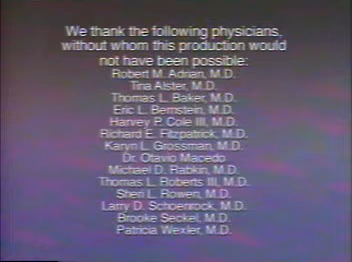 We thank the following physicians,
without whom this production would
not have been possible:
Robert M. Adrian, M.D.
Tina Alster, M.D.
Thomas L. Baker, M.D.
Eric L. Bernstein, M.D.
Harvey P. Cole III, M.D.
Richard E. Fitzpatrick, M.D.
Karyn L. Grossman, M.D.
Dr. Otavio Macedo
Michael D. Rabkin, M.D.
Thomas L. Roberts III, M.D.
Sheri L. Rowen, M.D.
Larry D. Schoenrock, M.D.
Brooke Seckel, M.D.
Patricia Wexler, M.D.